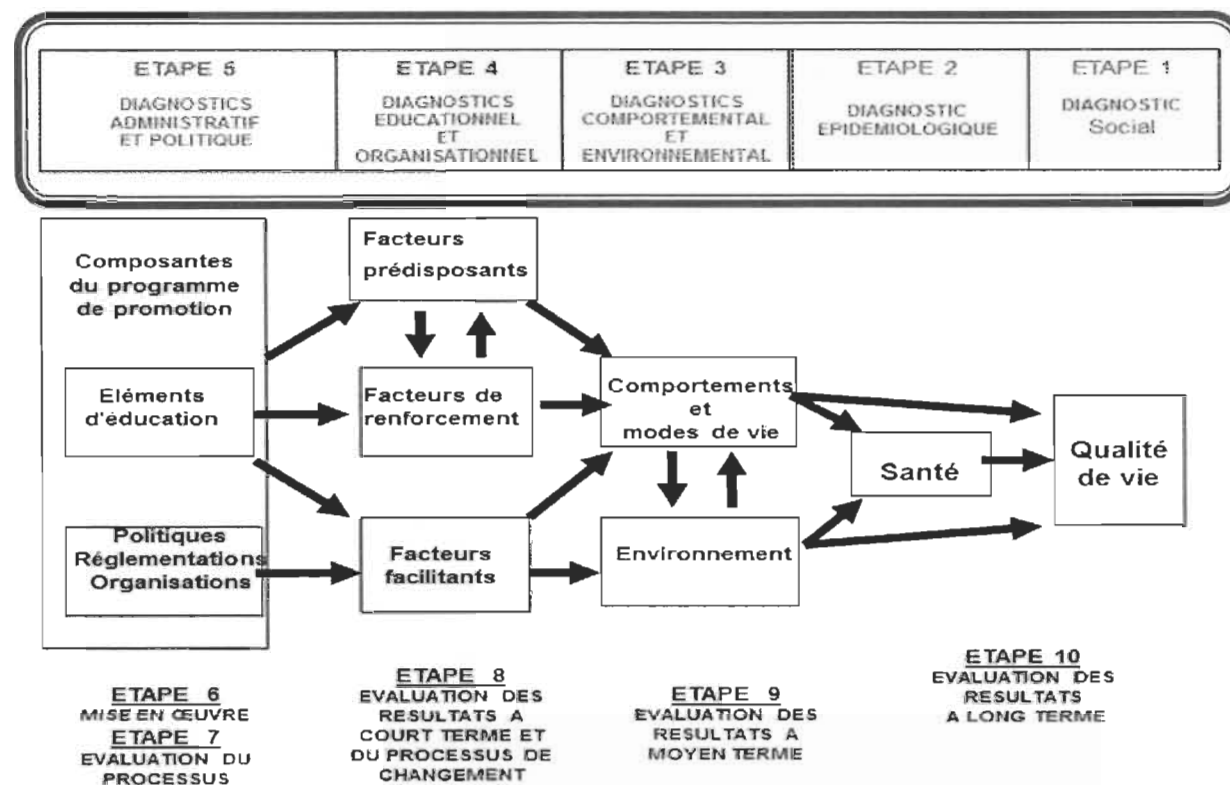 ETAPE 5
DIAGNOSTICS
ADMINISTRATIF
ET POLITIQUE
ETAPE 4
DIAGNOSTICS
EDUCATIONNEL
ET
ORGANISATIONNEL
ETAPE 3
DIAGNOSTICS
COMPORTEMENTAL
ET
ENVIRONNEMENTAL
ETAPE 2
DIAGNOSTIC
EPIDEMIOLOGIQUE
ETAPE 1
DIAGNOSTIC
Social
Composantes
du programme
de promotion
Eléments
d'éducation
Politiques
Réglementations
Organisations
Facteurs
prédisposants
Facteurs de
renforcement
Facteurs
facilitants
Comportements
et
modes de vie
Environnement
Santé
Qualité
de vie
ETAPE 6
MISE EN ŒUVRE
ETAPE 7
EVALUATION DU
PROCESSUS
ETAPE 8
EVALUATION DES
RESULTATS A
COURT TERME ET
DU PROCESSUS DE
CHANGEMENT
ETAPE 9
EVALUATION DES
RESULTATS A
MOYEN TERME
ETAPE 10
EVALUATION DES
RESULTATS
A LONG TERME